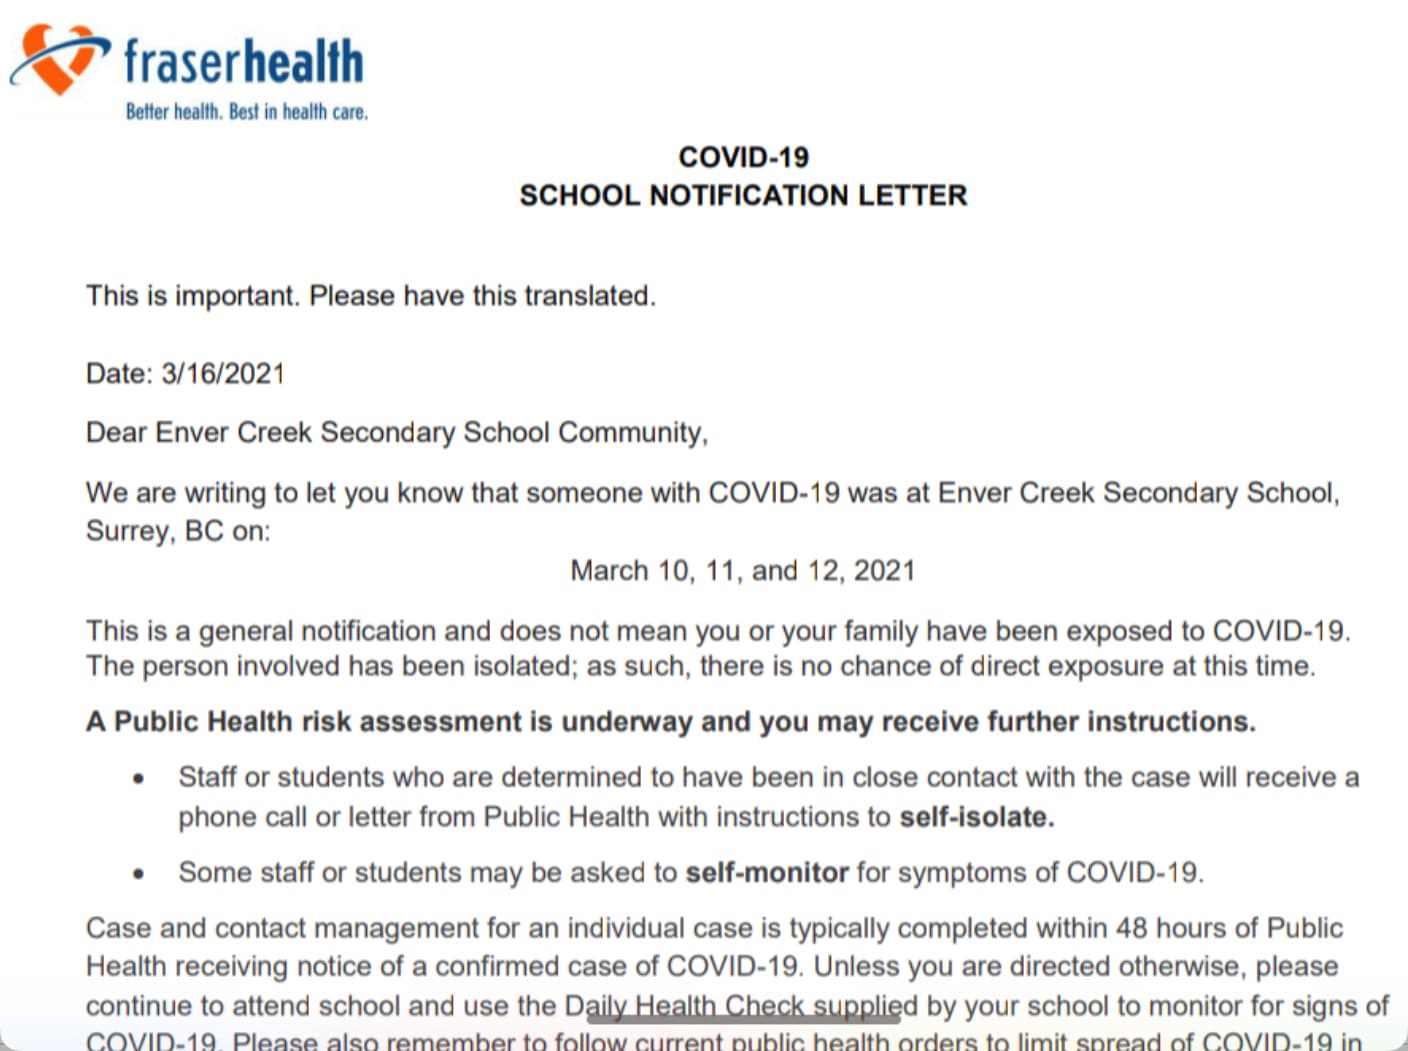 fraserhealth
Better health. Best in health care.
COVID-19
SCHOOL NOTIFICATION LETTER
This is important. Please have this translated.
Date: 3/16/2021
Dear Enver Creek Secondary School Community,
We are writing to let you know that someone with COVID-19 was at Enver Creek Secondary School,
Surrey, BC on:
March 10, 11, and 12, 2021
This is a general notification and does not mean you or your family have been exposed to COVID-19.
The person involved has been isolated; as such, there is no chance of direct exposure at this time.
A Public Health risk assessment is underway and you may receive further instructions.
• Staff or students who are determined to have been in close contact with the case will receive a
phone call or letter from Public Health with instructions to self-isolate.
• Some staff or students may be asked to self-monitor for symptoms of COVID-19.
Case and contact management for an individual case is typically completed within 48 hours of Public
Health receiving notice of a confirmed case of COVID-19. Unless you are directed otherwise, please
continue to attend school and use the Daily Health Check supplied by your school to monitor for signs of
COVID-19. Please also remember to follow current public health orders to limit spread of COVID-19 in